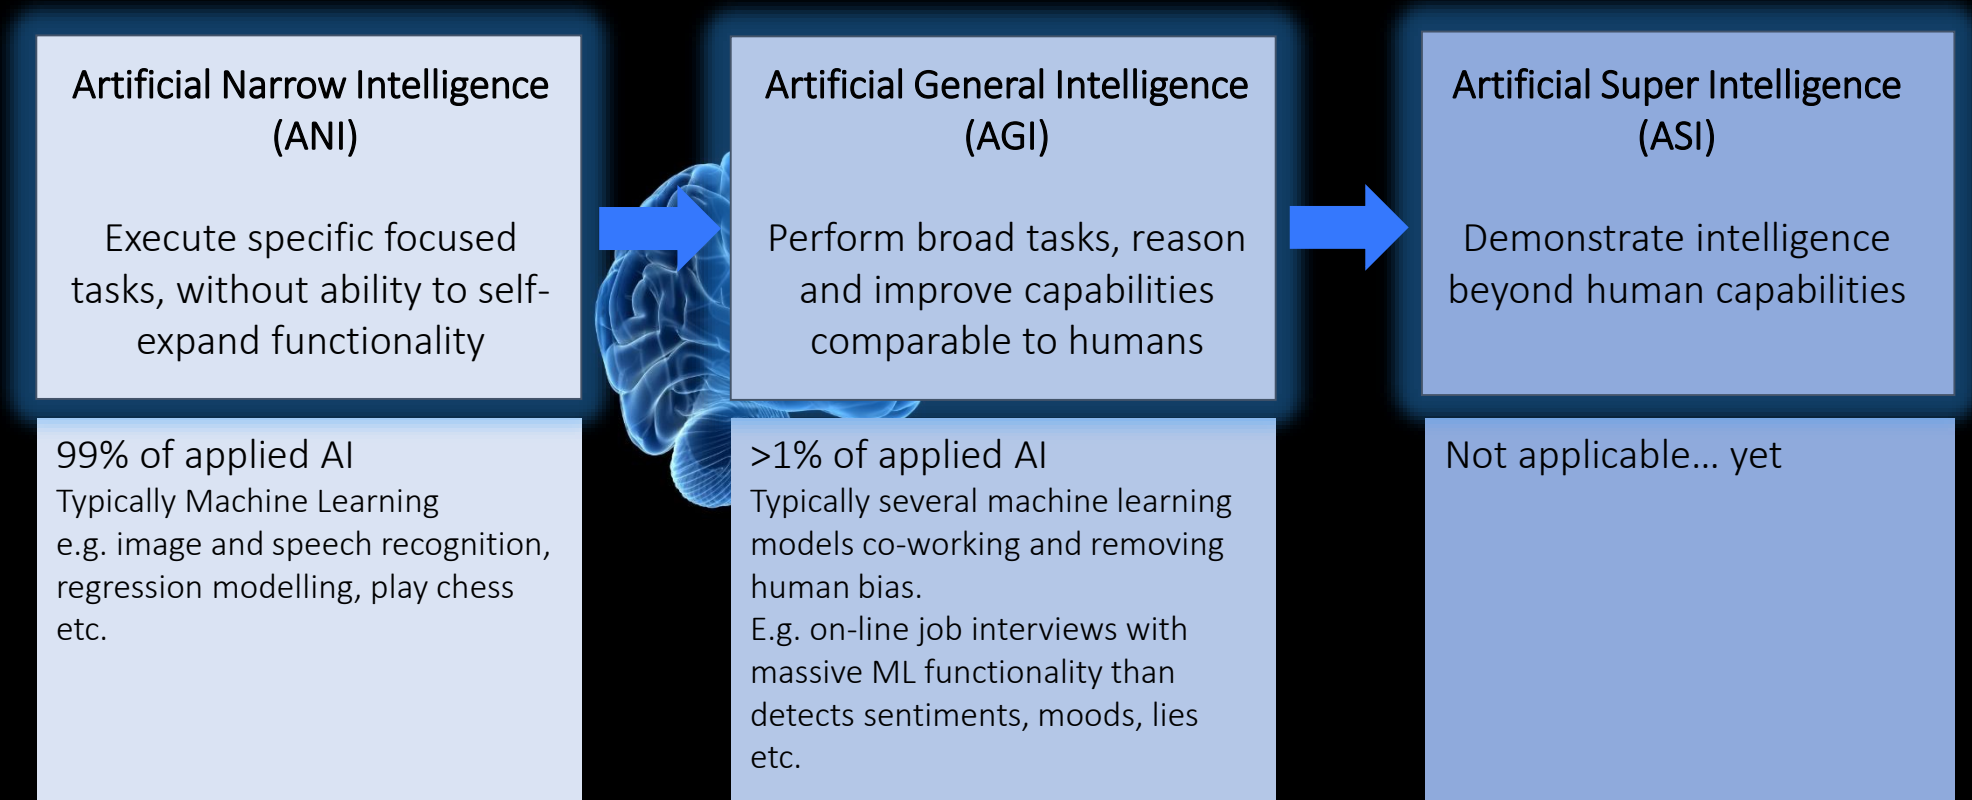 Artificial Narrow Intelligence
(ANI)
Execute specific focused
tasks, without ability to self-
expand functionality
99% of applied AI
Typically Machine Learning
e.g. image and speech recognition,
regression modelling, play chess
etc.
Artificial General Intelligence
(AGI)
Perform broad tasks, reason
and improve capabilities
comparable to humans
>1% of applied AI
Typically several machine learning
models co-working and removing
human bias.
E.g. on-line job interviews with
massive ML functionality than
detects sentiments, moods, lies
etc.
Artificial Super Intelligence
(ASI)
Demonstrate intelligence
beyond human capabilities
Not applicable... yet